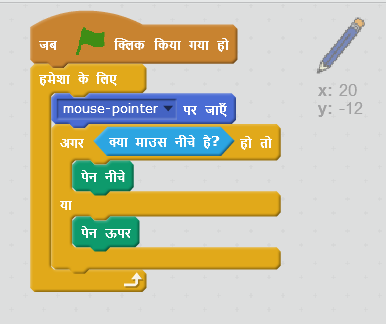 जब क्लिक किया गया हो
हमेशा के लिए
mouse-pointer पर जाएँ
अगर क्या माउस नीचे है? हो तो
पेन नीचे
या
पेन ऊपर
x: 20
y: -12